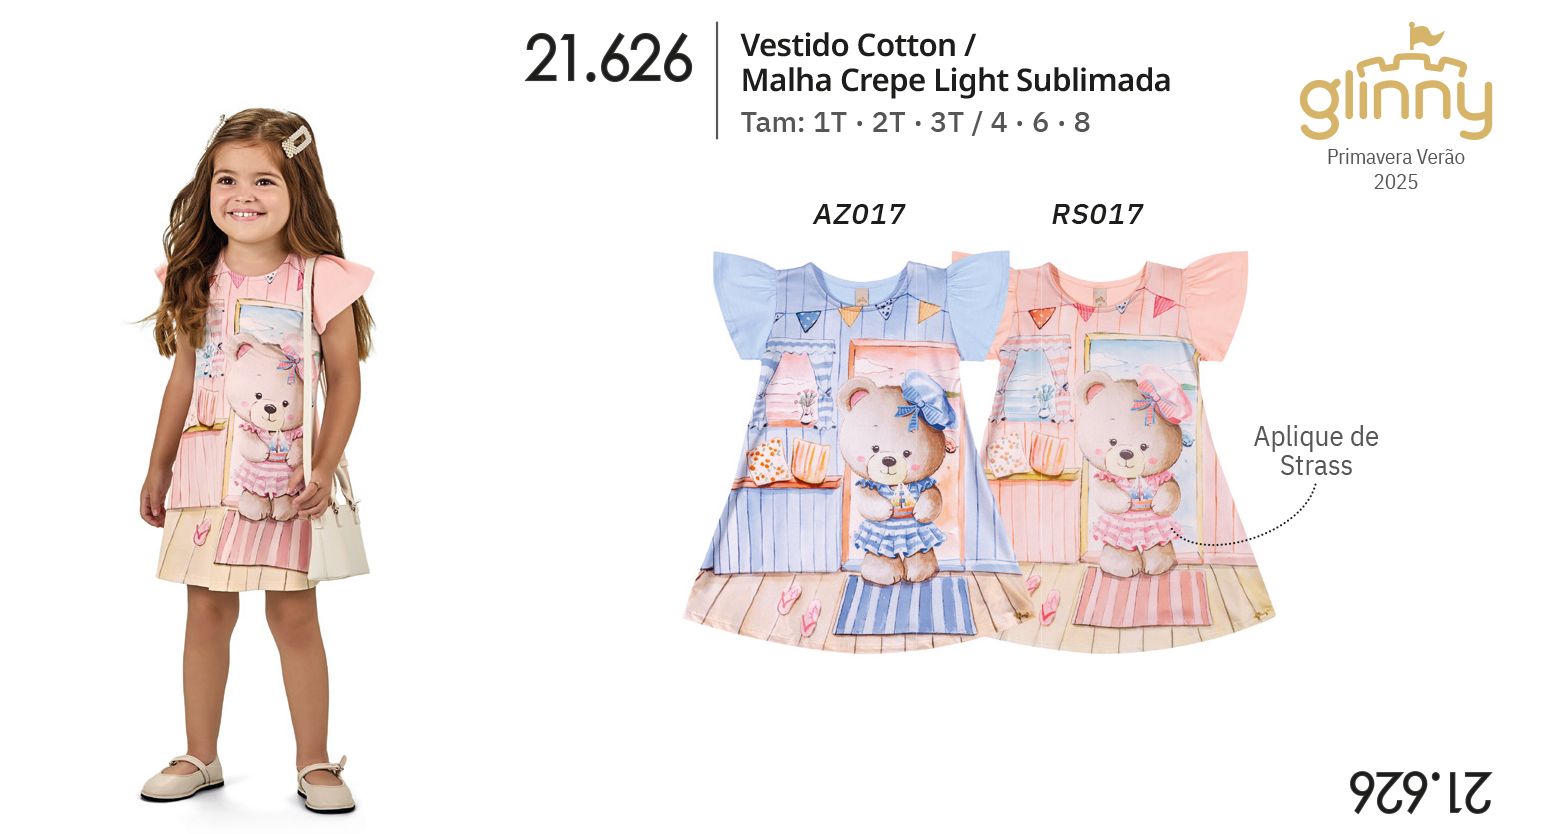 21.626
Vestido Cotton /
Malha Crepe Light Sublimada
Tam: 1T · 2T · 3T / 4 · 6 · 8
glinny
Primavera Verão
2025
AZ017
RS017
Aplique de
Strass
21.626